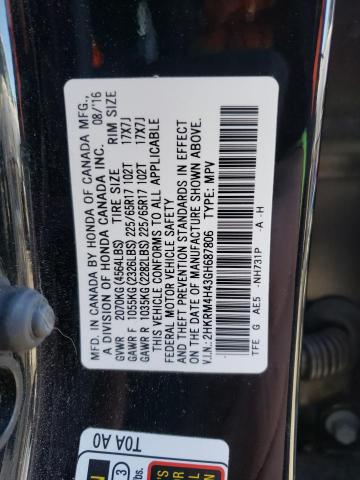 MFD. IN CANADA BY HONDA OF CANADA MFG.,
A DIVISION OF HONDA CANADA INC. 08/'16
GVWR 2070KG(4564LBS) TIRE SIZE RIM SIZE
GAWR F 1055KG(2326LBS) 225/65R17 102T 17X7J
GAWR R 1035KG(2282LBS) 225/65R17 102T 17X7J
THIS VEHICLE CONFORMS TO ALL APPLICABLE
FEDERAL MOTOR VEHICLE SAFETY
AND THEFT PREVENTION STANDARDS IN EFFECT
ON THE DATE OF MANUFACTURE SHOWN ABOVE.
V.I.N.: 2HKRM4H43GH687806 TYPE: MPV
TFE G AE5 -NH731P -A -H
T0A A0
3
lbs.